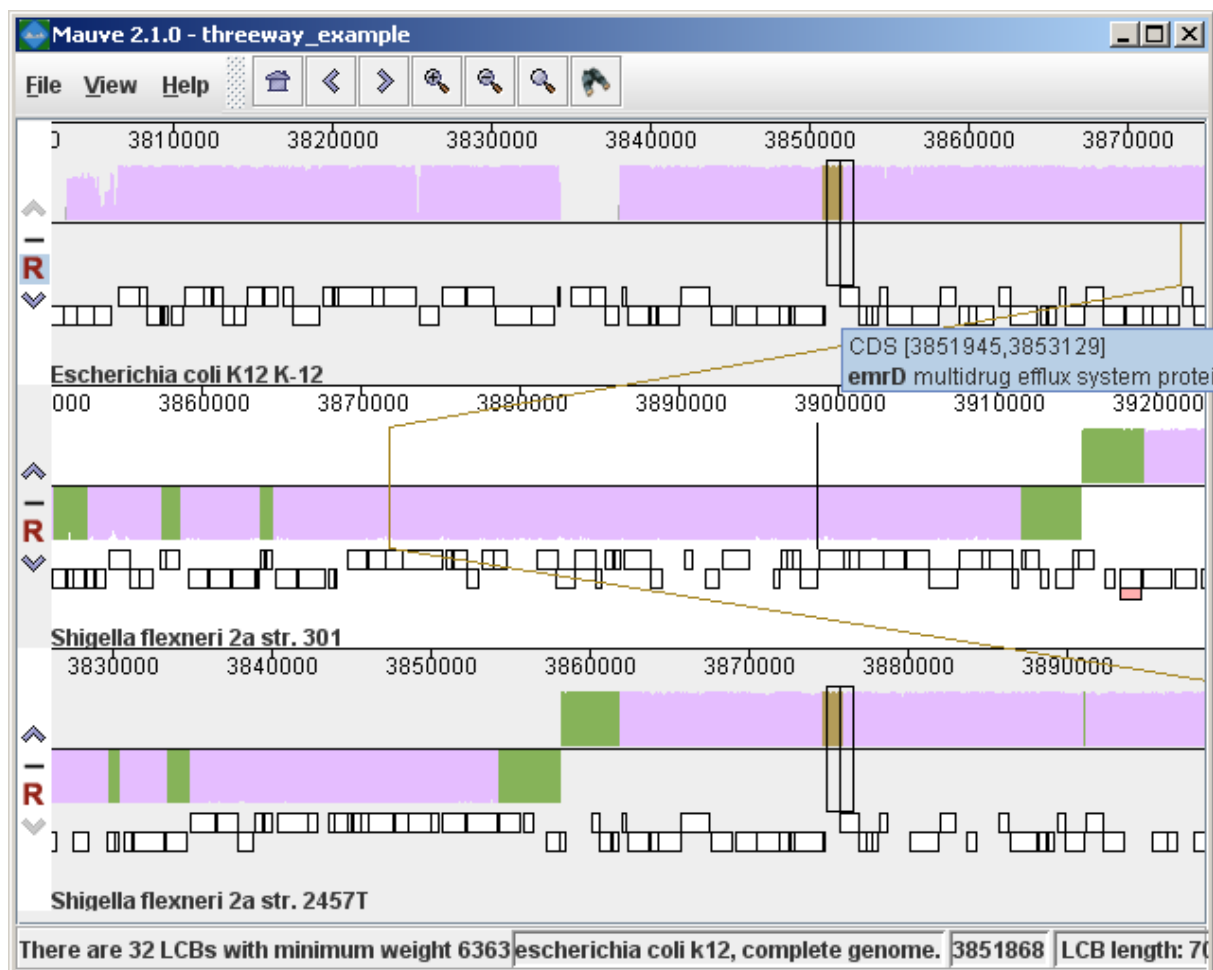 Mauve 2.1.0 - threeway_example
File View Help
3810000 3820000 3830000 3840000 3850000 3860000 3870000
R
CDS [3851945,3853129]
emrD multidrug efflux system protei
Escherichia coli K12 K-12
000 3860000 3870000 3880000 3890000 3900000 3910000 3920000
R
Shigella flexneri 2a str. 301
3830000 3840000 3850000 3860000 3870000 3880000 3890000
R
Shigella flexneri 2a str. 2457T
There are 32 LCBs with minimum weight 6363 escherichia coli k12, complete genome. 3851868 LCB length: 70